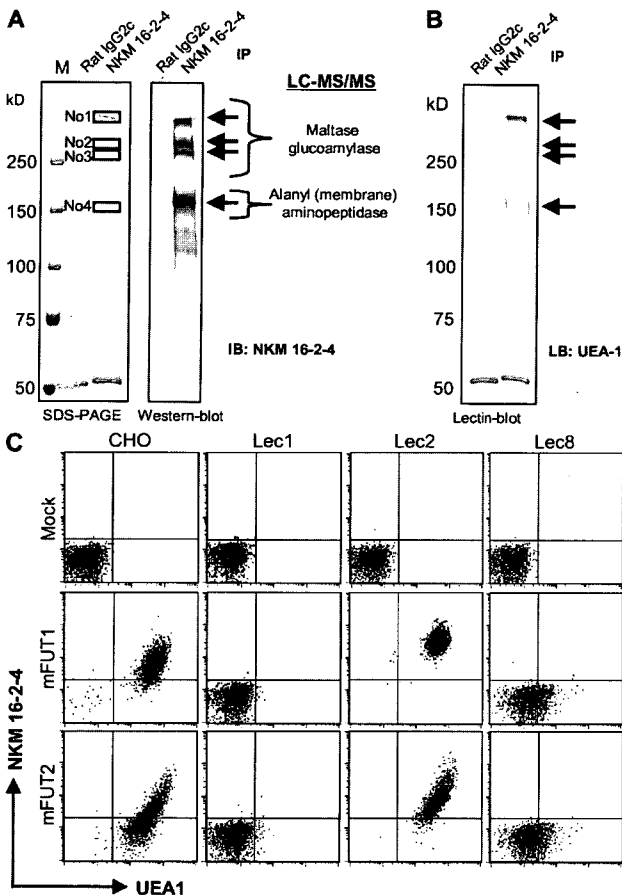 A
M
Rat IgG2c
NKM 16-2-4
kD
No1
No2
No3
No4
250
150
100
75
50
SDS-PAGE
Rat IgG2c
NKM 16-2-4
IP
LC-MS/MS
Maltase
glucoamylase
Alanyl (membrane)
aminopeptidase
IB: NKM 16-2-4
Western-blot
B
Rat IgG2c
NKM 16-2-4
IP
kD
250
150
100
75
50
LB: UEA-1
Lectin-blot
C
CHO
Lec1
Lec2
Lec8
Mock
mFUT1
mFUT2
NKM 16-2-4
UEA1